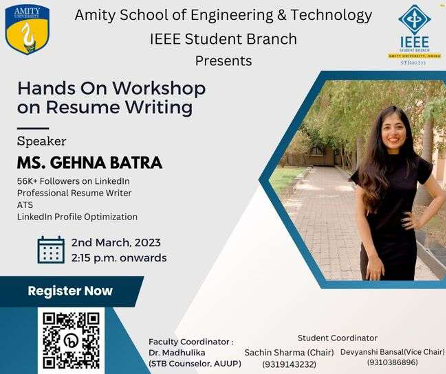 Amity School of Engineering & Technology
IEEE Student Branch
Presents
AMITY
UNIVERSITY
IEEE
Hands On Workshop
on Resume Writing
Speaker
MS. GEHNA BATRA
56K+ Followers on LinkedIn
Professional Resume Writer
ATS
LinkedIn Profile Optimization
2nd March, 2023
2:15 p.m. onwards
Register Now
Faculty Coordinator :
Dr. Madhulika
(STB Counselor, AUUP)
Student Coordinator
Sachin Sharma (Chair)
(9319143232)
Devyanshi Bansal(Vice Chair)
(9310386896)